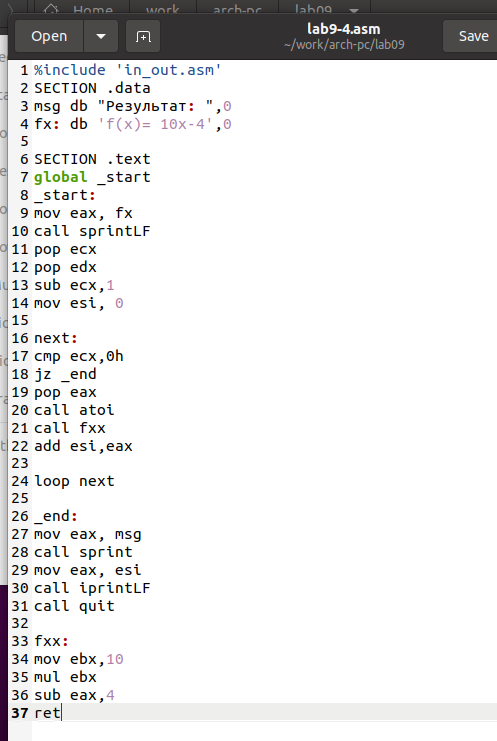 Home work arch-pc lab09
Open lab9-4.asm Save
~/work/arch-pc/lab09
1 %include 'in_out.asm'
2 SECTION .data
3 msg db "Результат: ",0
4 fx: db 'f(x)= 10x-4',0
5
6 SECTION .text
7 global _start
8 _start:
9 mov eax, fx
10 call sprintLF
11 pop ecx
12 pop edx
13 sub ecx,1
14 mov esi, 0
15
16 next:
17 cmp ecx,0h
18 jz _end
19 pop eax
20 call atoi
21 call fxx
22 add esi,eax
23
24 loop next
25
26 _end:
27 mov eax, msg
28 call sprint
29 mov eax, esi
30 call iprintLF
31 call quit
32
33 fxx:
34 mov ebx,10
35 mul ebx
36 sub eax,4
37 ret